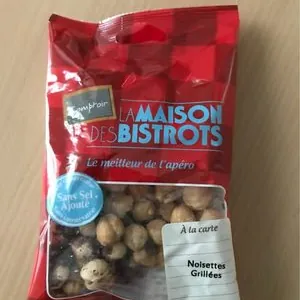 Comptoir
LA MAISON
DES BISTROTS
Le meilleur de l'apéro
Sans Sel
Ajouté
À la carte
Noisettes
Grillées